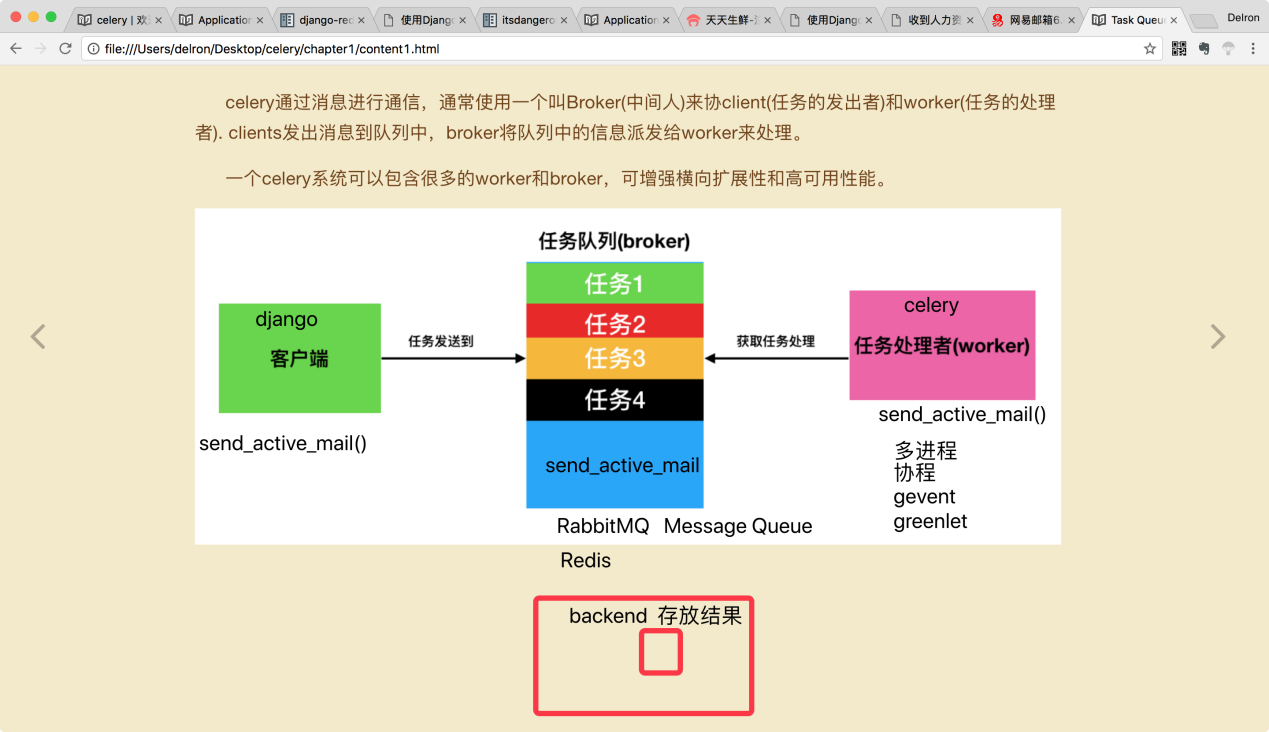 celery | 欢
Application
django-re
使用Djang
itsdangero
Application
天天生鲜-
使用Djang
收到人力资
网易邮箱6.
Task Queu
Delron
file:///Users/delron/Desktop/celery/chapter1/content1.html
celery通过消息进行通信，通常使用一个叫Broker(中间人)来协client(任务的发出者)和worker(任务的处理
者). clients发出消息到队列中，broker将队列中的信息派发给worker来处理。
一个celery系统可以包含很多的worker和broker，可增强横向扩展性和高可用性能。
任务队列(broker)
任务1
django
celery
任务2
任务发送到
获取任务处理
任务处理者(worker)
客户端
任务3
任务4
send_active_mail()
send_active_mail()
多进程
send_active_mail
协程
gevent
RabbitMQ Message Queue
greenlet
Redis
backend 存放结果